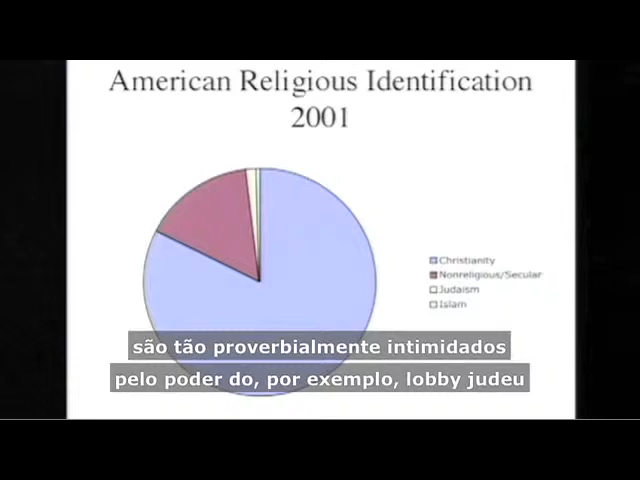 American Religious Identification
2001
Christianity
Nonreligious/Secular
Judaism
Islam
são tão proverbialmente intimidados
pelo poder do, por exemplo, lobby judeu